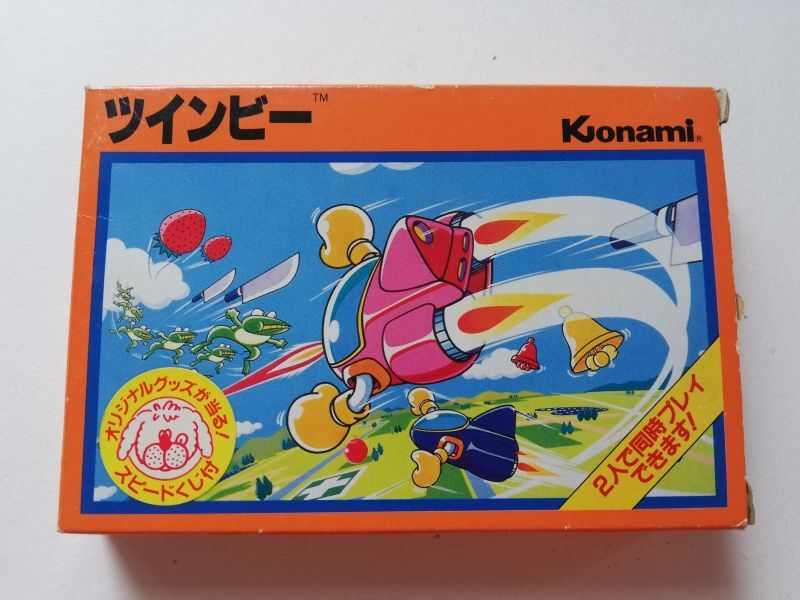 ツインビー™
Konami®
オリジナルグッズが当る!
スピードくじ付
2人で同時プレイ
できます!